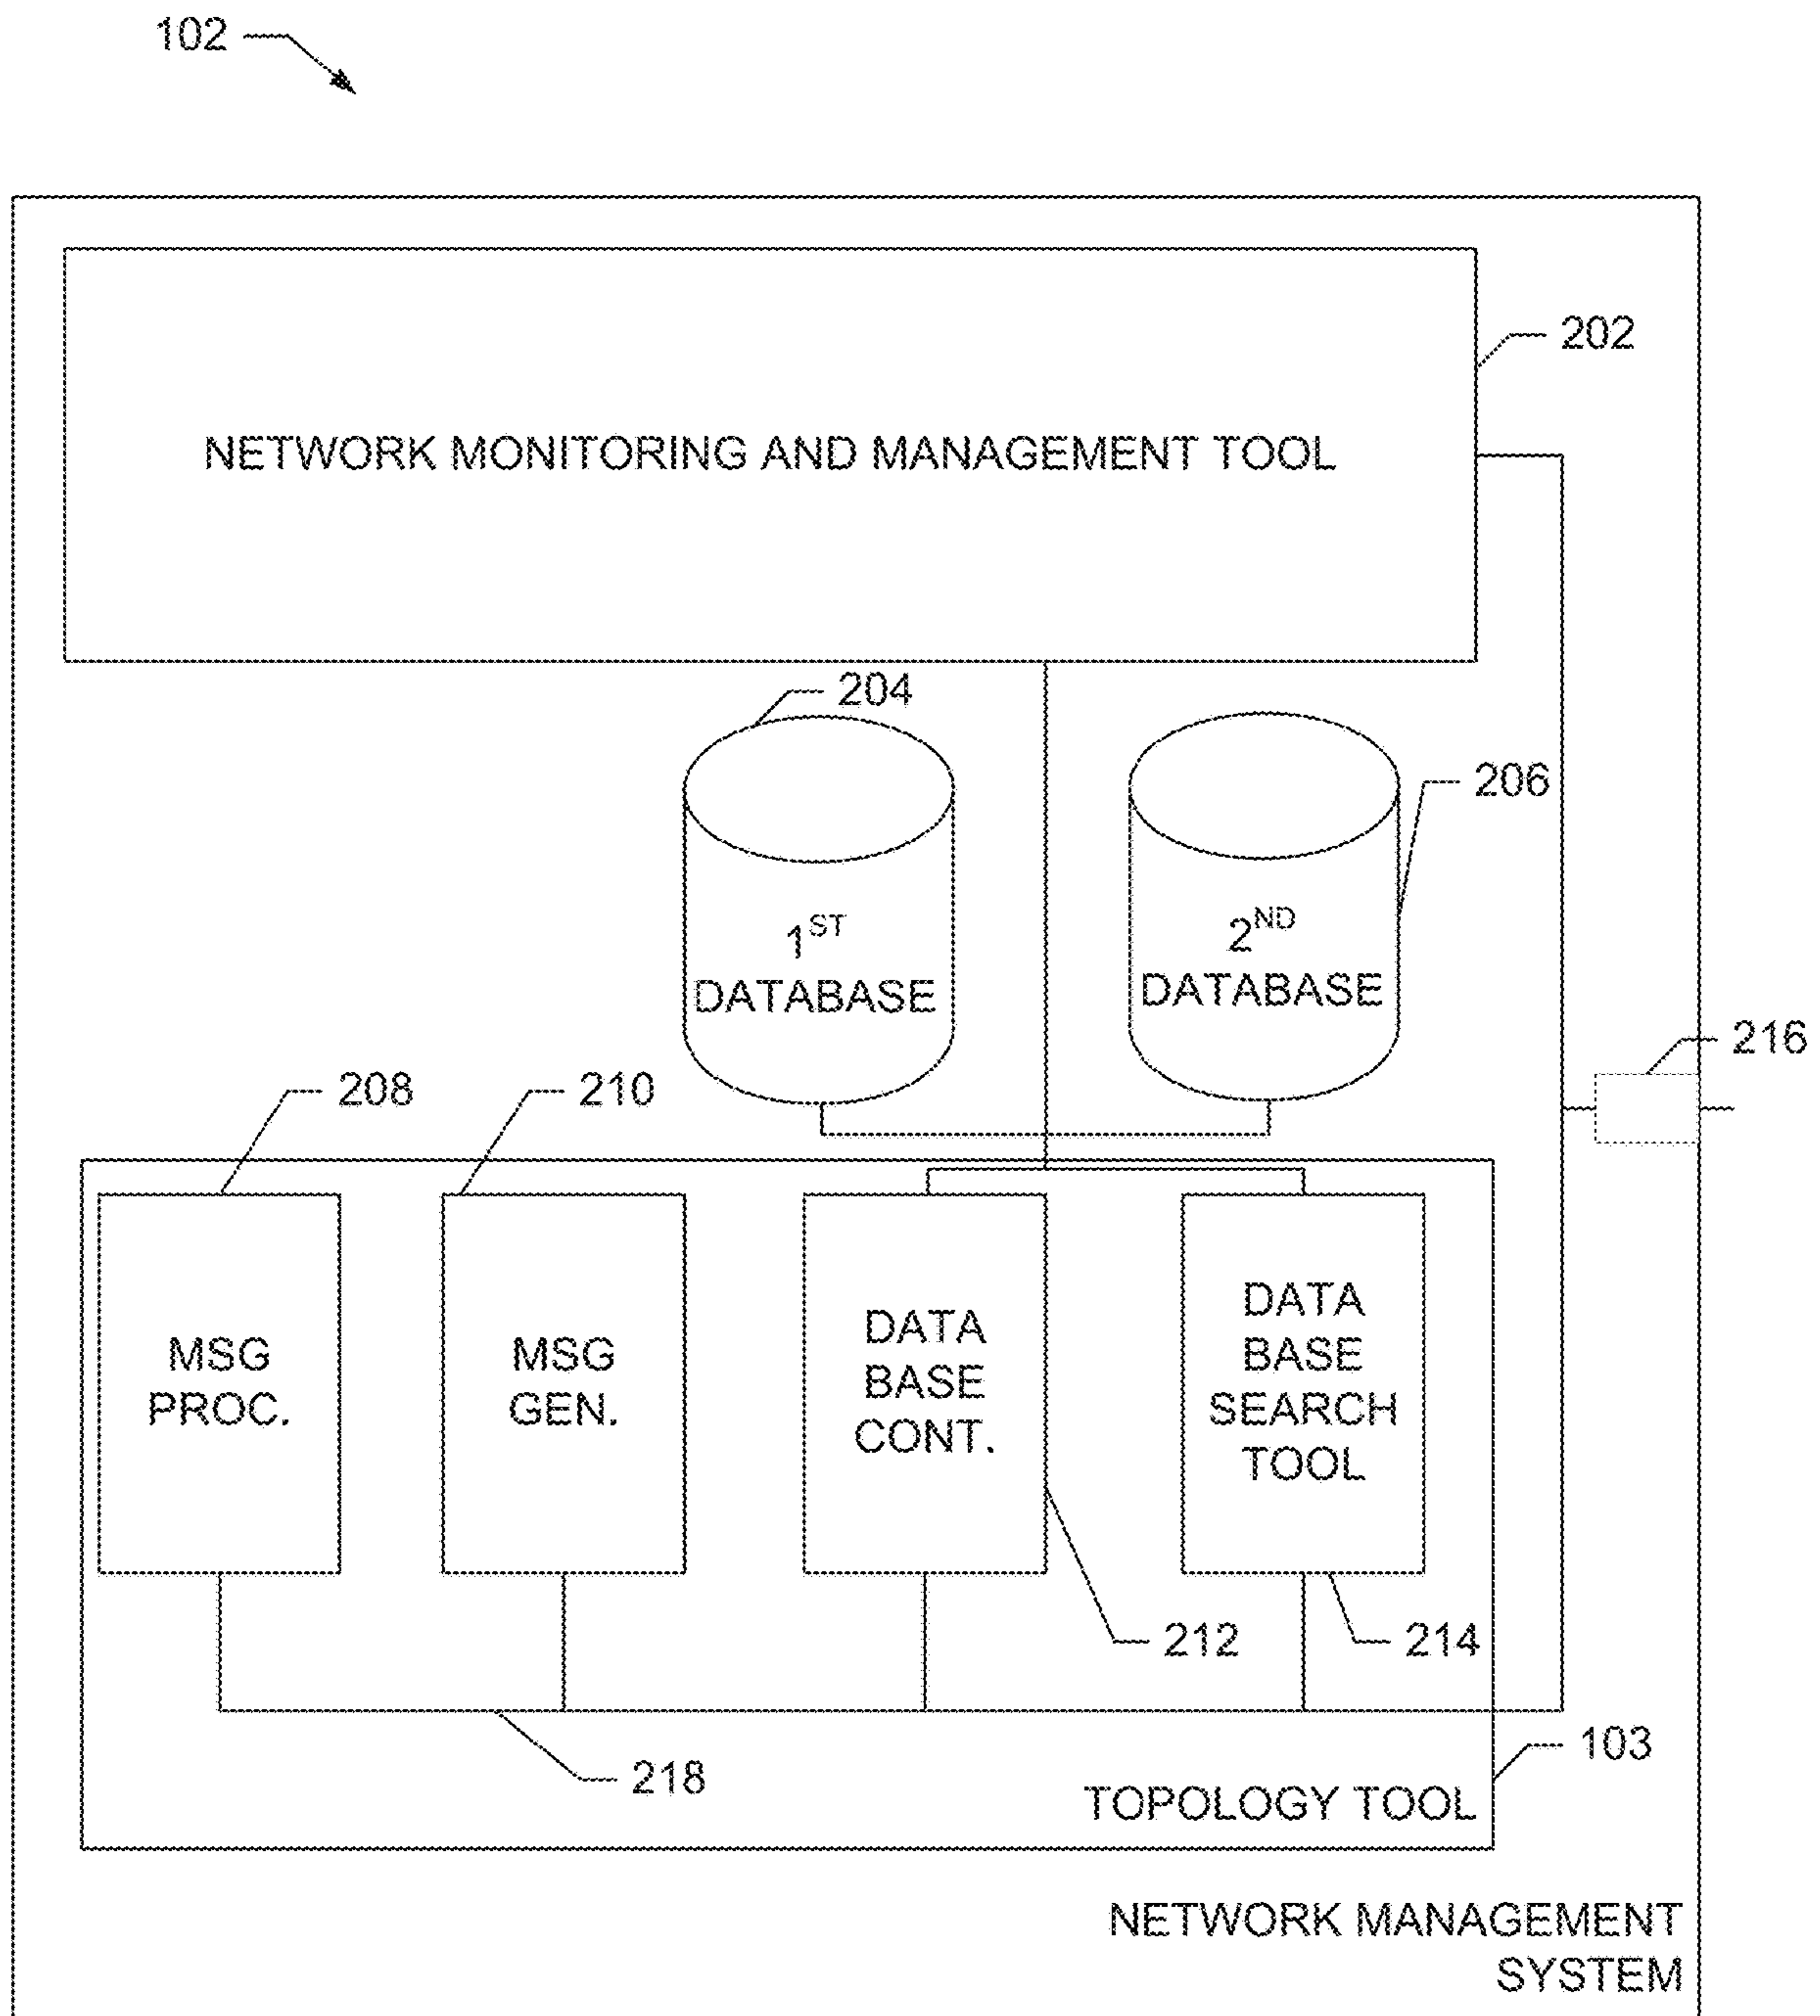 102
202
NETWORK MONITORING AND MANAGEMENT TOOL
204
206
1ST
DATABASE
2ND
DATABASE
216
208
210
MSG
PROC.
MSG
GEN.
DATA
BASE
CONT.
DATA
BASE
SEARCH
TOOL
212
214
218
103
TOPOLOGY TOOL
NETWORK MANAGEMENT
SYSTEM